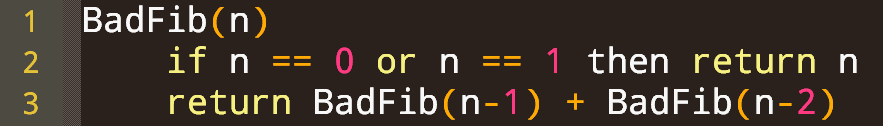 1 BadFib(n)
2 if n == 0 or n == 1 then return n
3 return BadFib(n-1) + BadFib(n-2)